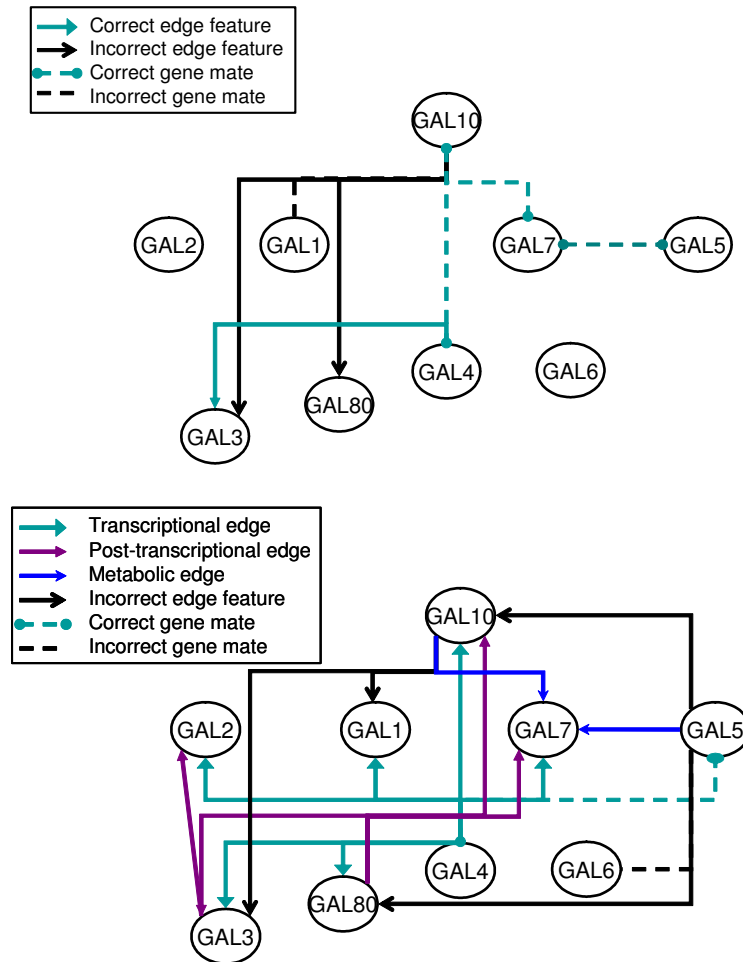 Correct edge feature
Incorrect edge feature
Correct gene mate
Incorrect gene mate
GAL10
GAL2
GAL1
GAL7
GAL5
GAL4
GAL6
GAL80
GAL3
Transcriptional edge
Post-transcriptional edge
Metabolic edge
Incorrect edge feature
Correct gene mate
Incorrect gene mate
GAL10
GAL2
GAL1
GAL7
GAL5
GAL4
GAL6
GAL80
GAL3